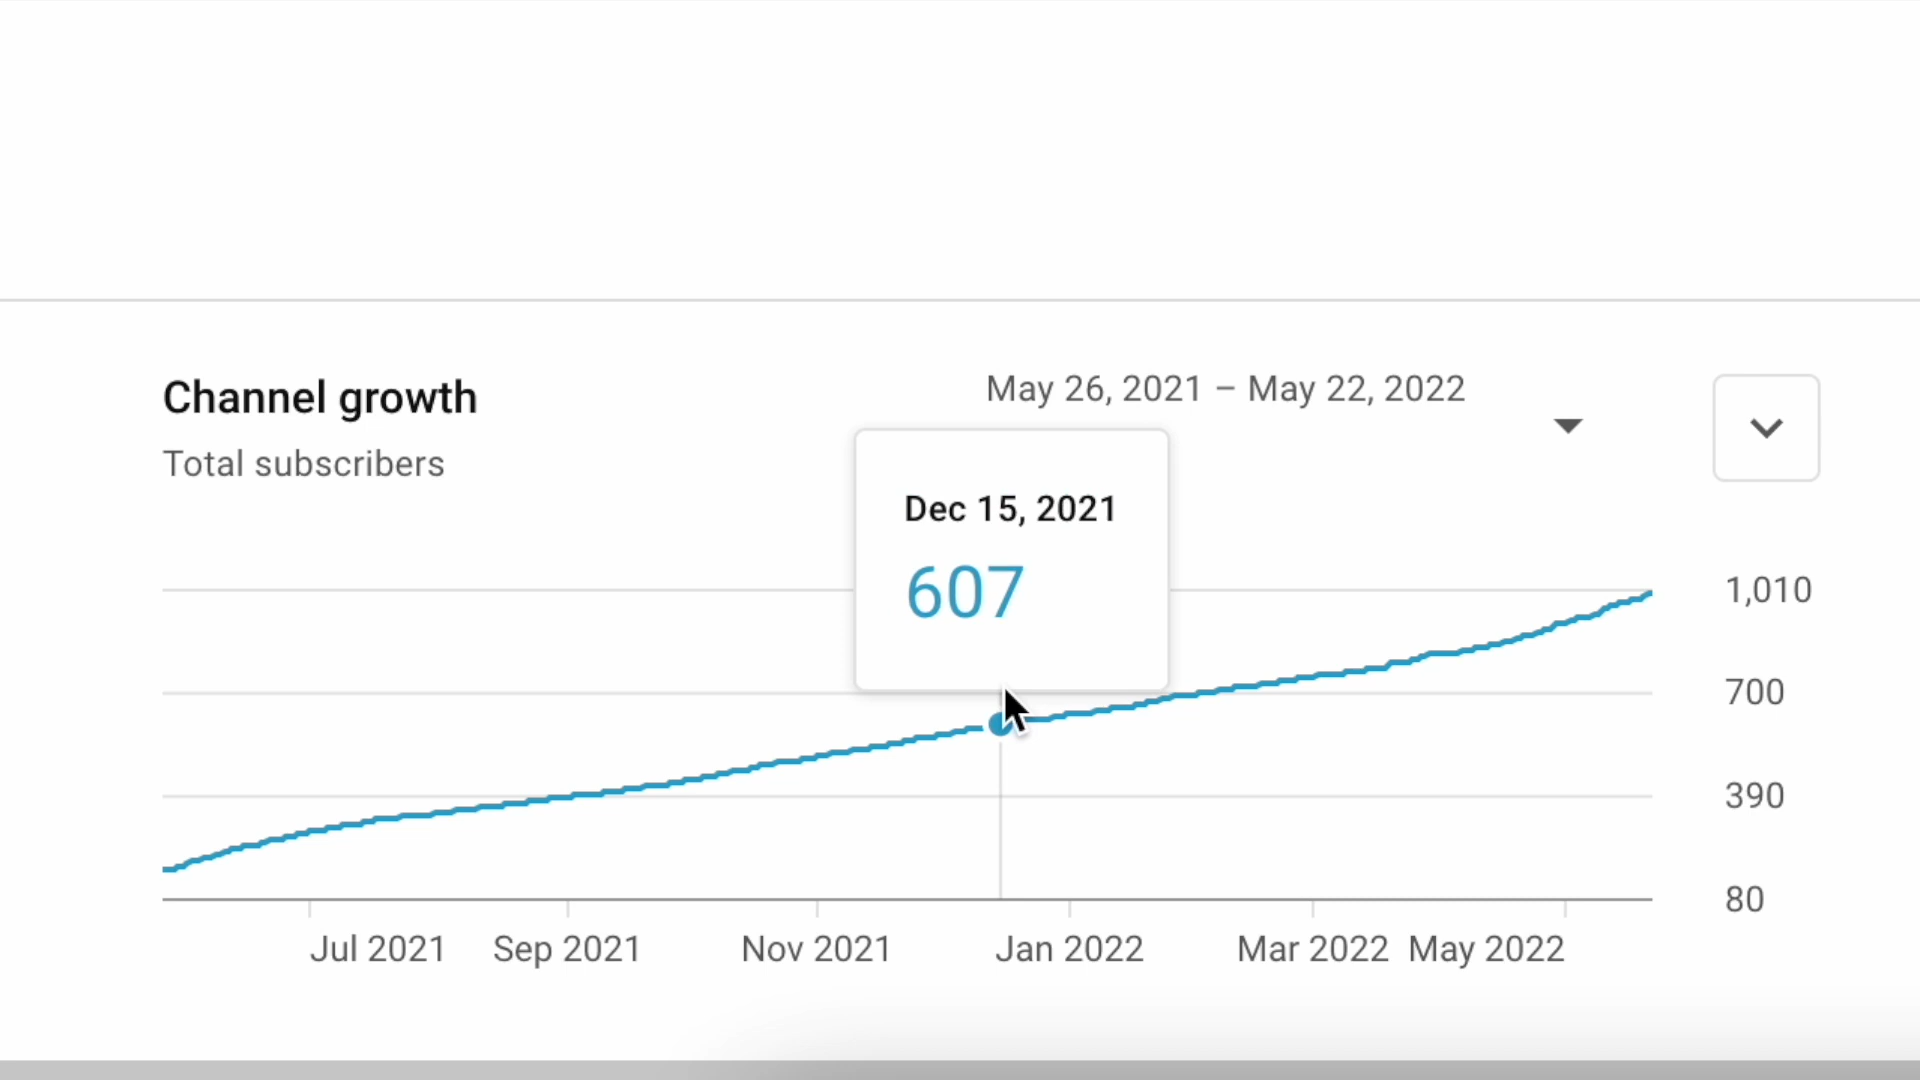 Channel growth
May 26, 2021 – May 22, 2022
Total subscribers
Dec 15, 2021
607
1,010
700
390
80
Jul 2021 Sep 2021 Nov 2021 Jan 2022 Mar 2022 May 2022